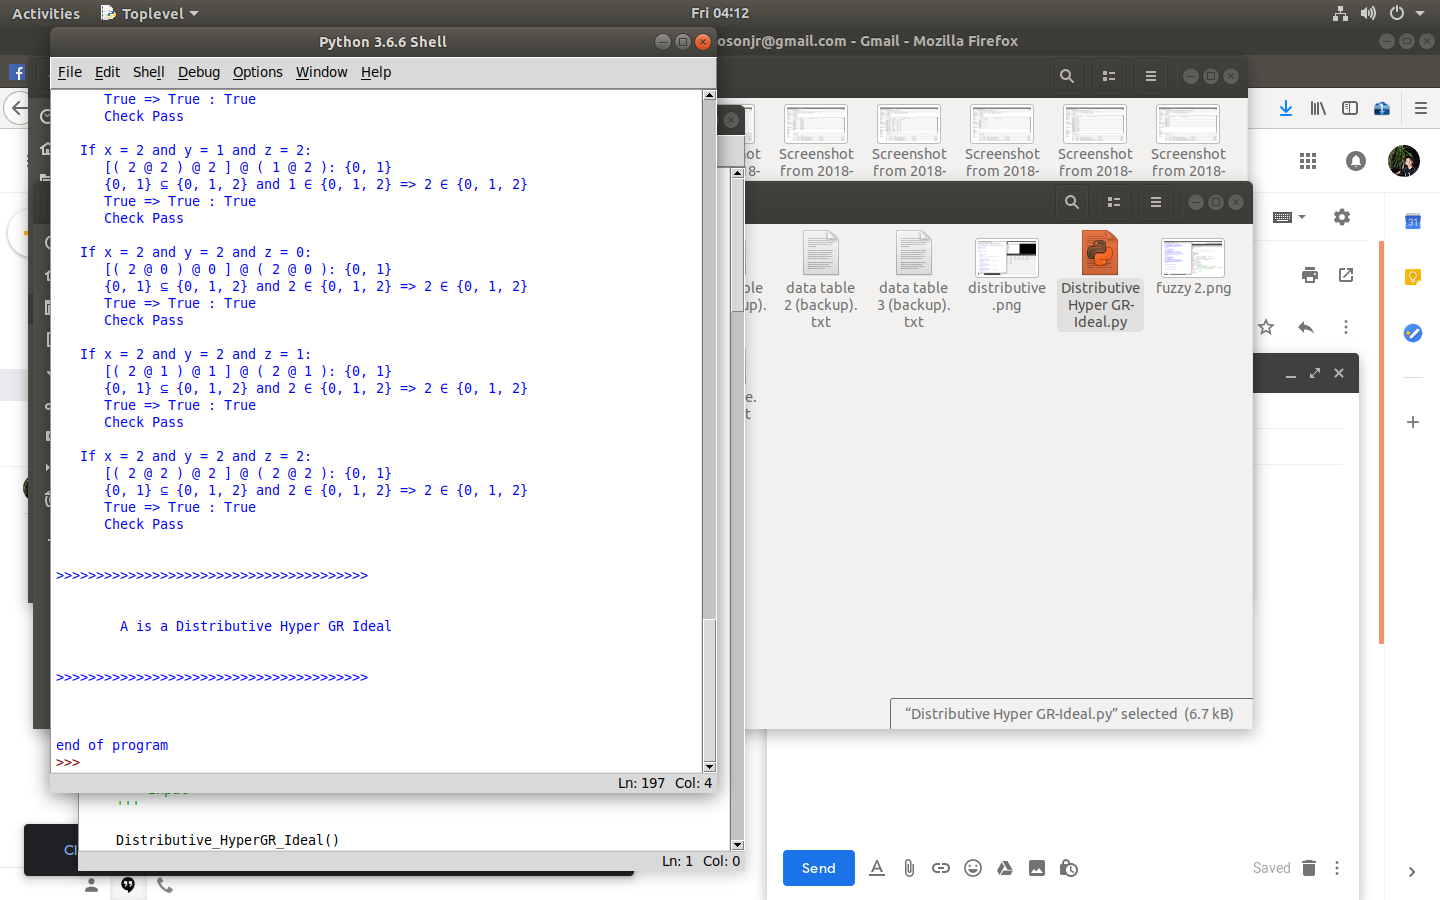 Activities
Toplevel
Fri 04:12
Python 3.6.6 Shell
osonjr@gmail.com - Gmail - Mozilla Firefox
File Edit Shell Debug Options Window Help
True => True : True
Check Pass
If x = 2 and y = 1 and z = 2:
[( 2 @ 2 ) @ 2 ] @ ( 1 @ 2 ): {0, 1}
{0, 1} ⊆ {0, 1, 2} and 1 ∈ {0, 1, 2} => 2 ∈ {0, 1, 2}
True => True : True
Check Pass
If x = 2 and y = 2 and z = 0:
[( 2 @ 0 ) @ 0 ] @ ( 2 @ 0 ): {0, 1}
{0, 1} ⊆ {0, 1, 2} and 2 ∈ {0, 1, 2} => 2 ∈ {0, 1, 2}
True => True : True
Check Pass
If x = 2 and y = 2 and z = 1:
[( 2 @ 1 ) @ 1 ] @ ( 2 @ 1 ): {0, 1}
{0, 1} ⊆ {0, 1, 2} and 2 ∈ {0, 1, 2} => 2 ∈ {0, 1, 2}
True => True : True
Check Pass
If x = 2 and y = 2 and z = 2:
[( 2 @ 2 ) @ 2 ] @ ( 2 @ 2 ): {0, 1}
{0, 1} ⊆ {0, 1, 2} and 2 ∈ {0, 1, 2} => 2 ∈ {0, 1, 2}
True => True : True
Check Pass
>>>>>>>>>>>>>>>>>>>>>>>>>>>>>>>>>>>>>>>
A is a Distributive Hyper GR Ideal
>>>>>>>>>>>>>>>>>>>>>>>>>>>>>>>>>>>>>>>
end of program
>>>
Ln: 197 Col: 4
'''
Distributive_HyperGR_Ideal()
Ln: 1 Col: 0
ot
18-
Screenshot
from 2018-
Screenshot
from 2018-
Screenshot
from 2018-
Screenshot
from 2018-
Screenshot
from 2018-
ble
up).
data table
2 (backup).
txt
data table
3 (backup).
txt
distributive
.png
Distributive
Hyper GR-
Ideal.py
fuzzy 2.png
e.
t
"Distributive Hyper GR-Ideal.py" selected (6.7 kB)
31
Send
Saved